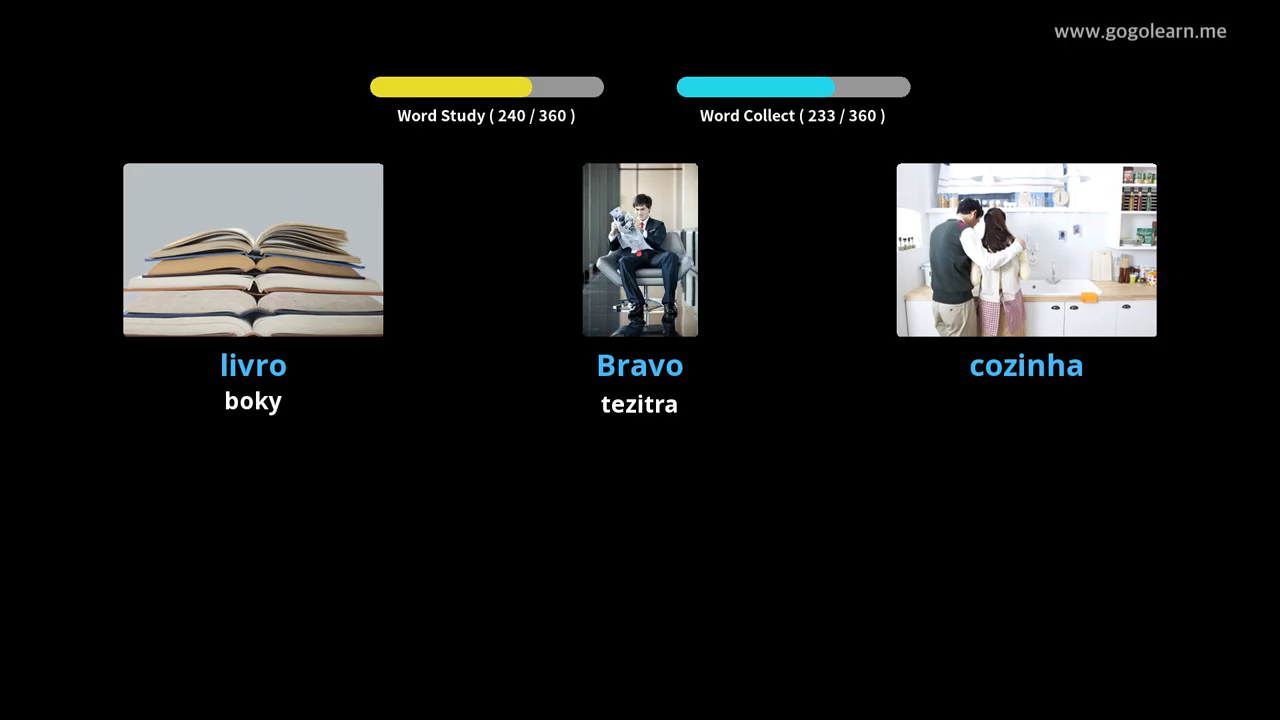 www.gogolearn.me
Word Study ( 240 / 360 )
Word Collect ( 233 / 360 )
livro
boky
Bravo
tezitra
cozinha